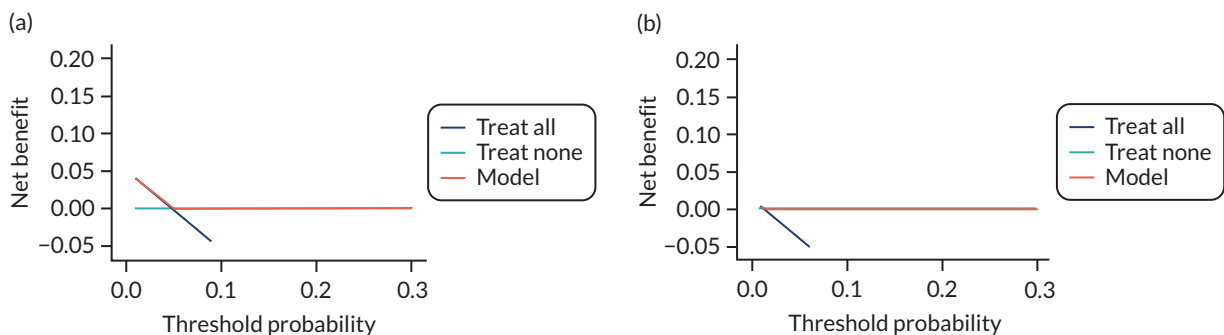 (a)
0.20
0.15
0.10
0.05
0.00
−0.05
Net benefit
0.0 0.1 0.2 0.3
Threshold probability
Treat all
Treat none
Model
(b)
0.20
0.15
0.10
0.05
0.00
−0.05
Net benefit
0.0 0.1 0.2 0.3
Threshold probability
Treat all
Treat none
Model